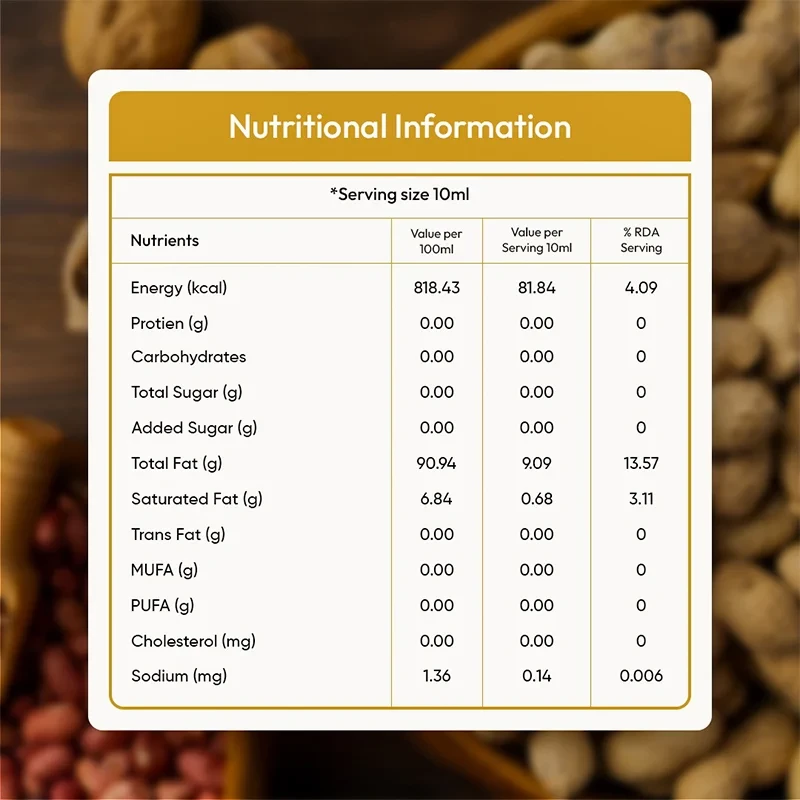 Nutritional Information
*Serving size 10ml
Nutrients Value per 100ml Value per Serving 10ml % RDA Serving
Energy (kcal) 818.43 81.84 4.09
Protien (g) 0.00 0.00 0
Carbohydrates 0.00 0.00 0
Total Sugar (g) 0.00 0.00 0
Added Sugar (g) 0.00 0.00 0
Total Fat (g) 90.94 9.09 13.57
Saturated Fat (g) 6.84 0.68 3.11
Trans Fat (g) 0.00 0.00 0
MUFA (g) 0.00 0.00 0
PUFA (g) 0.00 0.00 0
Cholesterol (mg) 0.00 0.00 0
Sodium (mg) 1.36 0.14 0.006